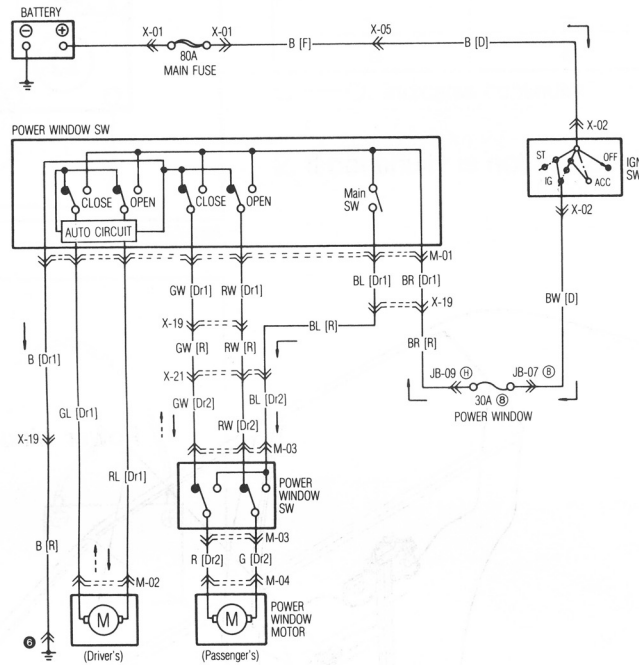 BATTERY
X-01
X-01
80A
MAIN FUSE
B [F]
X-05
B [D]
X-02
ST
OFF
IG
ACC
IGN
SW
X-02
POWER WINDOW SW
CLOSE
OPEN
CLOSE
OPEN
Main
SW
AUTO CIRCUIT
M-01
GW [Dr1]
RW [Dr1]
BL [Dr1]
BR [Dr1]
X-19
X-19
BL [R]
BW [D]
B [Dr1]
GW [R]
RW [R]
BR [R]
X-21
JB-09 H
JB-07 B
30A B
POWER WINDOW
GL [Dr1]
GW [Dr2]
BL [Dr2]
RW [Dr2]
X-19
M-03
RL [Dr1]
POWER
WINDOW
SW
B [R]
M-03
R [Dr2]
G [Dr2]
M-02
M-04
M
M
POWER
WINDOW
MOTOR
6
(Driver's)
(Passenger's)